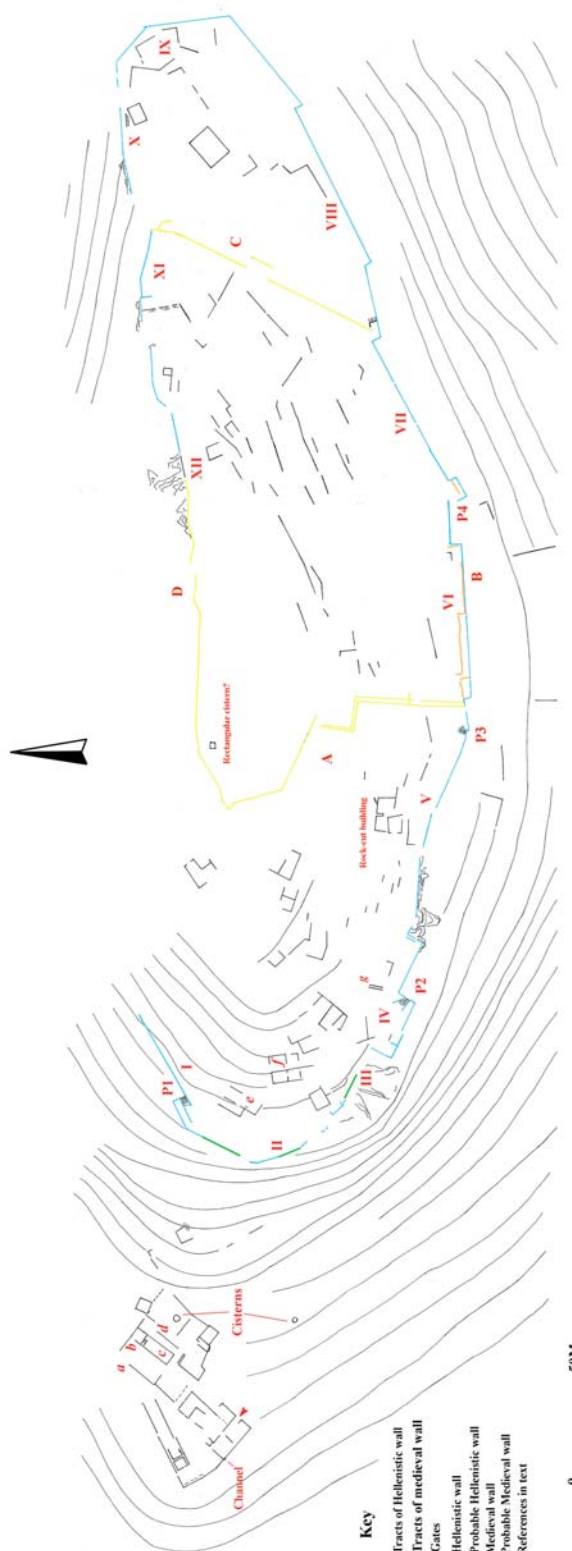 IX
X
VIII
C
XI
VII
XII
P4
D
VI
B
Rectangular cistern?
A
P3
V
Rock-cut building
g
P2
IV
I
P1
f
e
III
II
Cisterns
a
b
c
d
Channel
Key
Tracts of Hellenistic wall
Tracts of medieval wall
Gates
Hellenistic wall
Probable Hellenistic wall
Medieval wall
Probable Medieval wall
References in text
0 50M